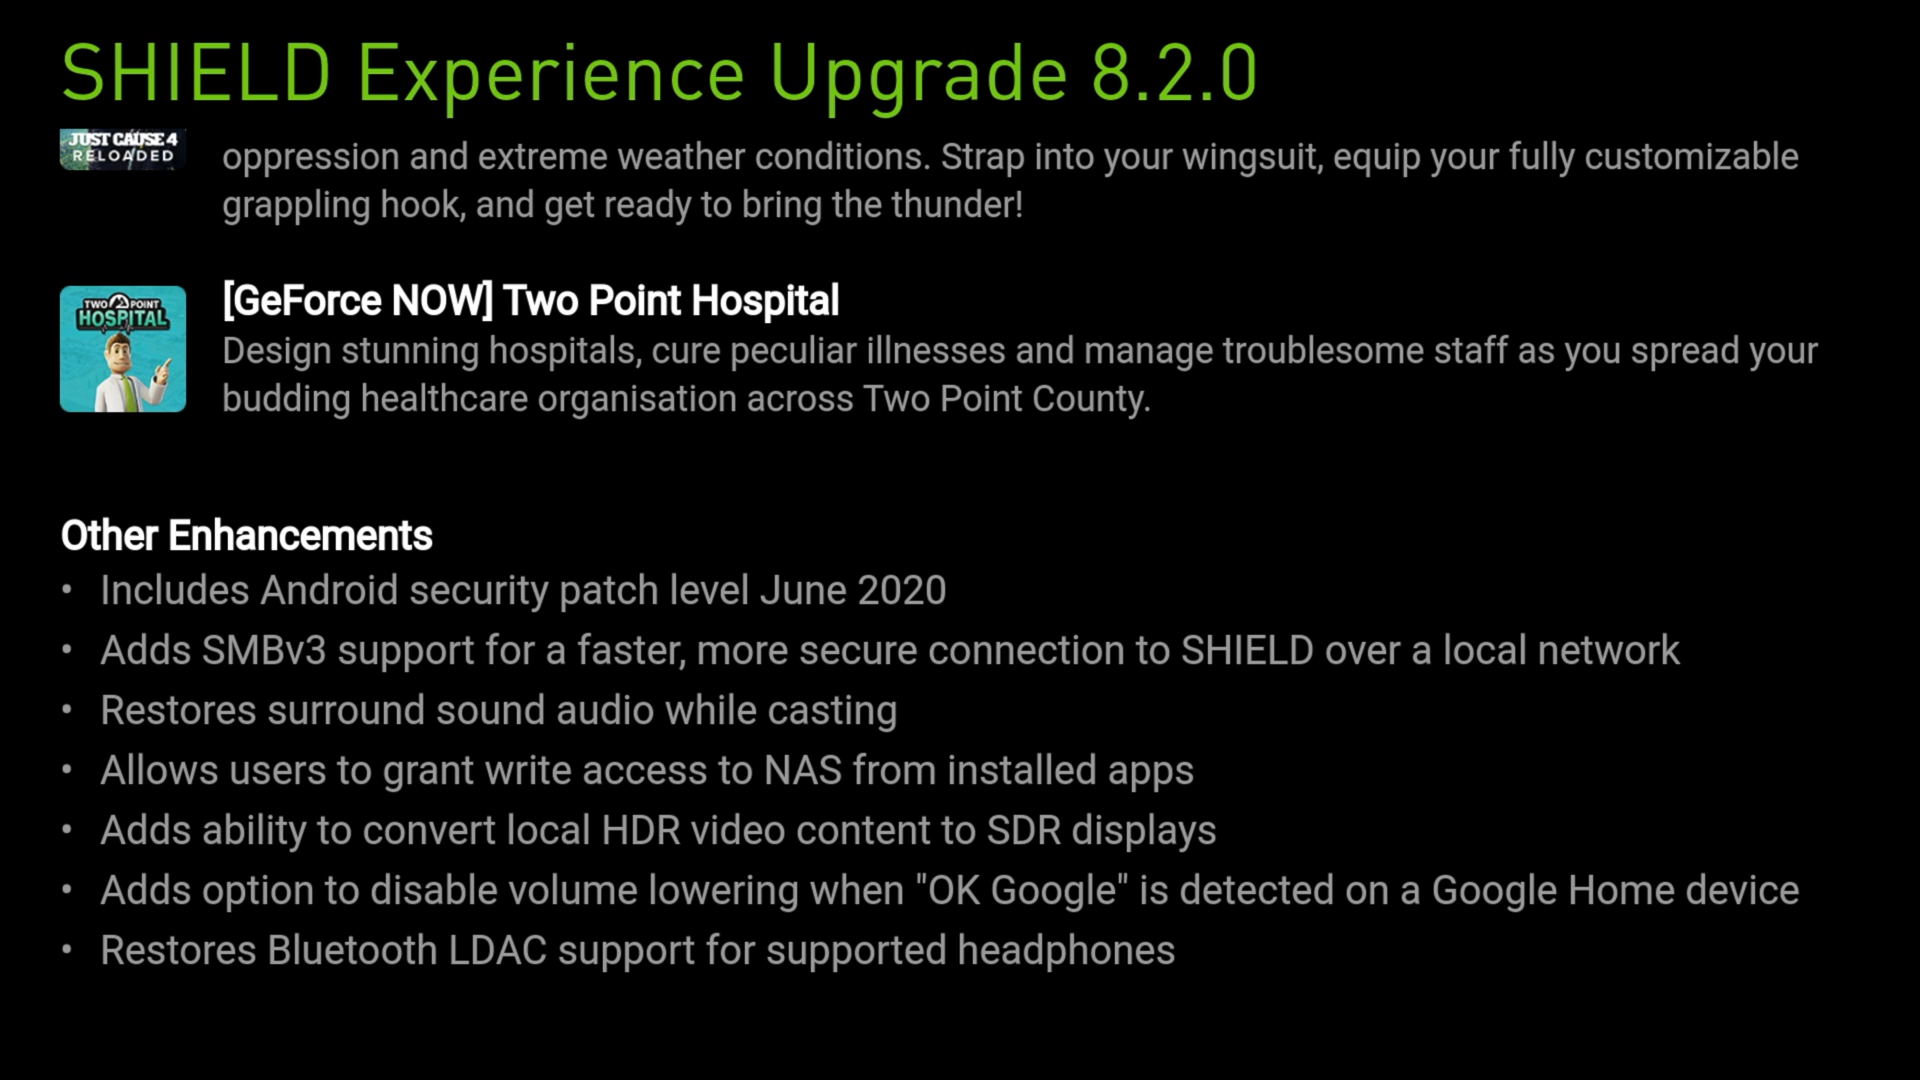 SHIELD Experience Upgrade 8.2.0
JUST CAUSE 4
RELOADED
oppression and extreme weather conditions. Strap into your wingsuit, equip your fully customizable
grappling hook, and get ready to bring the thunder!
TWO POINT
HOSPITAL
[GeForce NOW] Two Point Hospital
Design stunning hospitals, cure peculiar illnesses and manage troublesome staff as you spread your
budding healthcare organisation across Two Point County.
Other Enhancements
• Includes Android security patch level June 2020
• Adds SMBv3 support for a faster, more secure connection to SHIELD over a local network
• Restores surround sound audio while casting
• Allows users to grant write access to NAS from installed apps
• Adds ability to convert local HDR video content to SDR displays
• Adds option to disable volume lowering when "OK Google" is detected on a Google Home device
• Restores Bluetooth LDAC support for supported headphones